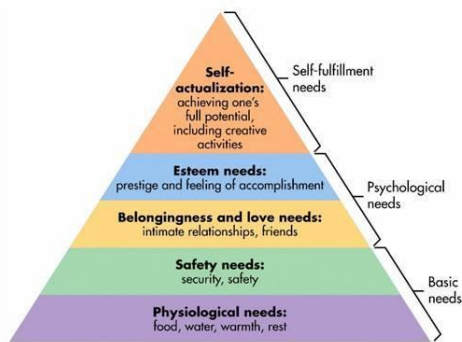 Self-
actualization:
achieving one's
full potential,
including creative
activities
Self-fulfillment
needs
Esteem needs:
prestige and feeling of accomplishment
Psychological
needs
Belongingness and love needs:
intimate relationships, friends
Safety needs:
security, safety
Basic
needs
Physiological needs:
food, water, warmth, rest